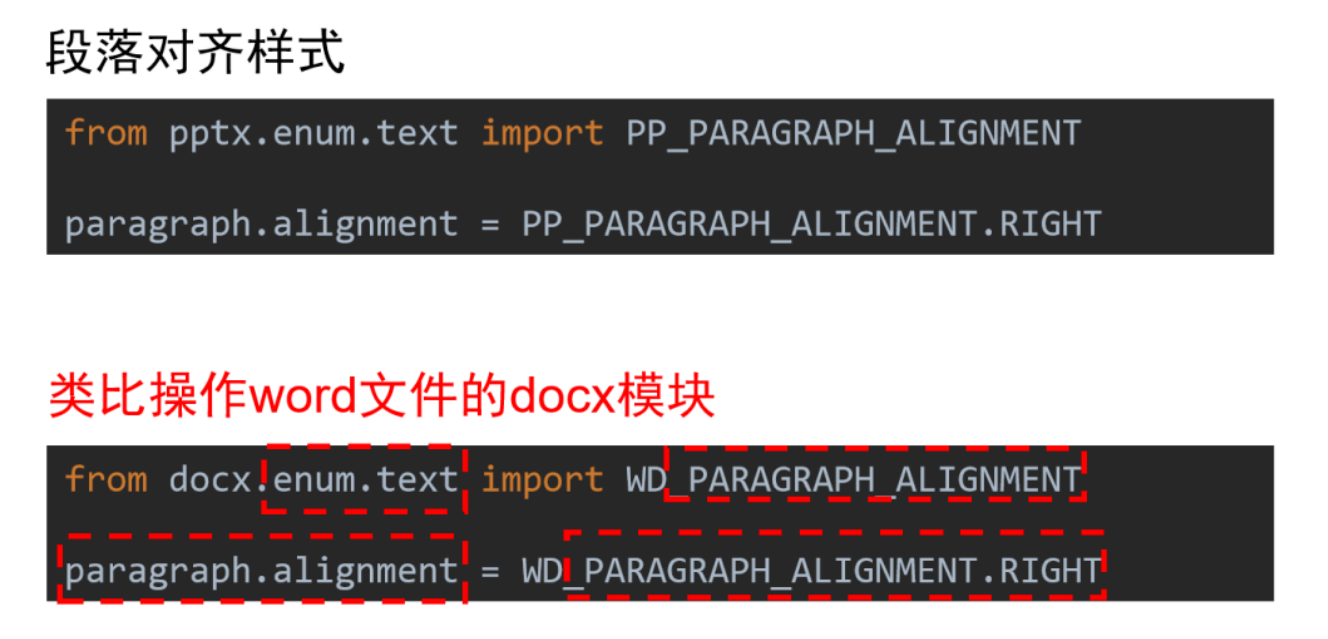 段落对齐样式
from pptx.enum.text import PP_PARAGRAPH_ALIGNMENT
paragraph.alignment = PP_PARAGRAPH_ALIGNMENT.RIGHT
类比操作word文件的docx模块
from docx.enum.text import WD_PARAGRAPH_ALIGNMENT
paragraph.alignment = WD_PARAGRAPH_ALIGNMENT.RIGHT